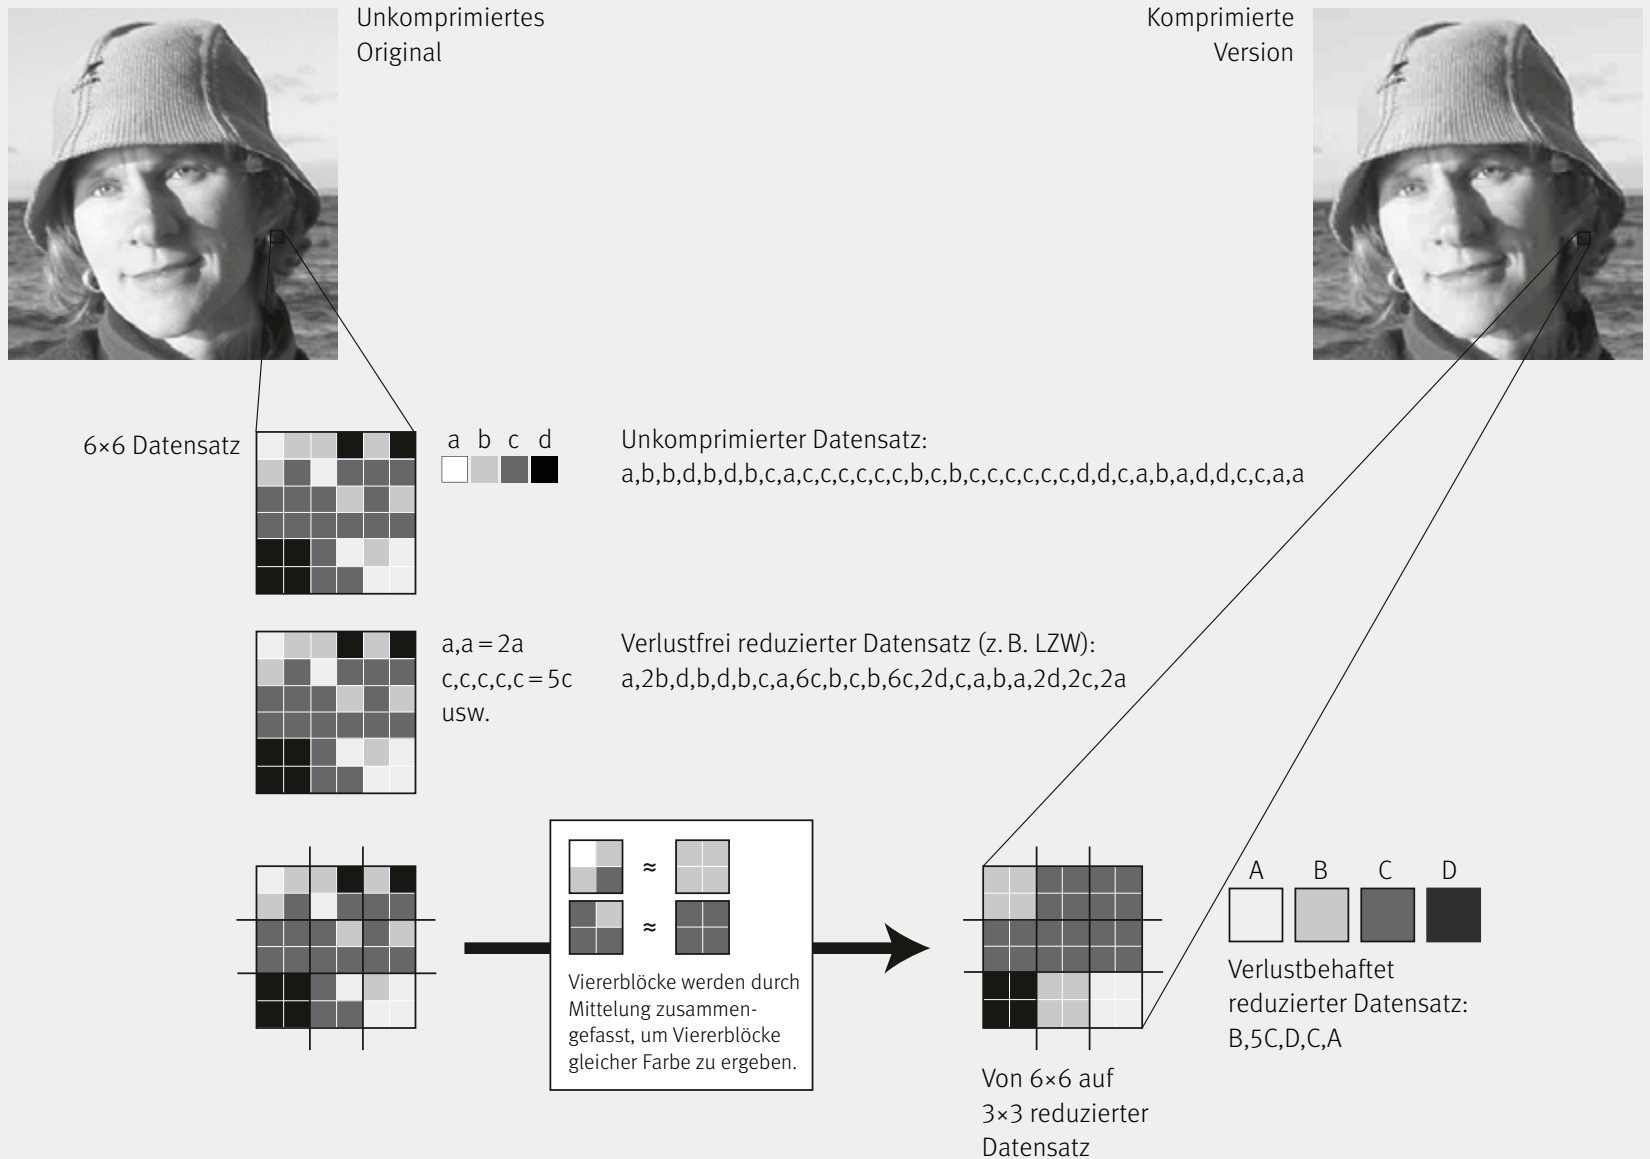 Unkomprimiertes
Original
Komprimierte
Version
6×6 Datensatz
a b c d
Unkomprimierter Datensatz:
a,b,b,d,b,d,b,c,a,c,c,c,c,c,c,b,c,b,c,c,c,c,c,c,d,d,c,a,b,a,d,d,c,c,a,a
a,a = 2a
c,c,c,c,c = 5c
usw.
Verlustfrei reduzierter Datensatz (z. B. LZW):
a,2b,d,b,d,b,c,a,6c,b,c,b,6c,2d,c,a,b,a,2d,2c,2a
≈
≈
Viererblöcke werden durch
Mittelung zusammen-
gefasst, um Viererblöcke
gleicher Farbe zu ergeben.
Von 6×6 auf
3×3 reduzierter
Datensatz
A B C D
Verlustbehaftet
reduzierter Datensatz:
B,5C,D,C,A